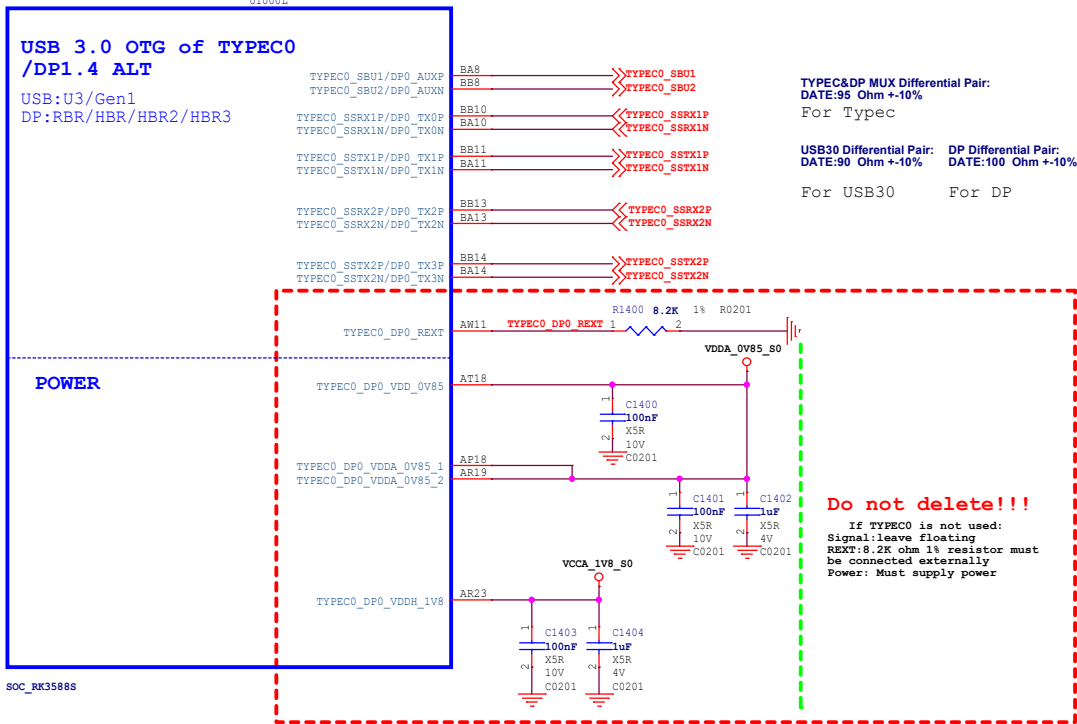 USB 3.0 OTG of TYPEC0
/DP1.4 ALT
USB:U3/Gen1
DP:RBR/HBR/HBR2/HBR3
TYPEC0_SBU1/DP0_AUXP BA8 TYPEC0_SBU1
TYPEC0_SBU2/DP0_AUXN BB8 TYPEC0_SBU2
TYPEC0_SSRX1P/DP0_TX0P BB10 TYPEC0_SSRX1P
TYPEC0_SSRX1N/DP0_TX0N BA10 TYPEC0_SSRX1N
TYPEC0_SSTX1P/DP0_TX1P BB11 TYPEC0_SSTX1P
TYPEC0_SSTX1N/DP0_TX1N BA11 TYPEC0_SSTX1N
TYPEC0_SSRX2P/DP0_TX2P BB13 TYPEC0_SSRX2P
TYPEC0_SSRX2N/DP0_TX2N BA13 TYPEC0_SSRX2N
TYPEC0_SSTX2P/DP0_TX3P BB14 TYPEC0_SSTX2P
TYPEC0_SSTX2N/DP0_TX3N BA14 TYPEC0_SSTX2N
TYPEC&DP MUX Differential Pair:
DATE:95 Ohm +-10%
For Typec
USB30 Differential Pair:
DATE:90 Ohm +-10%
For USB30
DP Differential Pair:
DATE:100 Ohm +-10%
For DP
R1400 8.2K 1% R0201
TYPEC0_DP0_REXT AW11 TYPEC0_DP0_REXT 1 2
VDDA_0V85_S0
POWER
TYPEC0_DP0_VDD_0V85 AT18
1
C1400
100nF
X5R
2
10V
C0201
TYPEC0_DP0_VDDA_0V85_1 AP18
TYPEC0_DP0_VDDA_0V85_2 AR19
1
C1401
100nF
X5R
2
10V
C0201
1
C1402
1uF
X5R
2
4V
C0201
Do not delete!!!
If TYPEC0 is not used:
Signal:leave floating
REXT:8.2K ohm 1% resistor must
be connected externally
Power: Must supply power
VCCA_1V8_S0
TYPEC0_DP0_VDDH_1V8 AR23
1
C1403
100nF
X5R
2
10V
C0201
1
C1404
1uF
X5R
2
4V
C0201
SOC_RK3588S